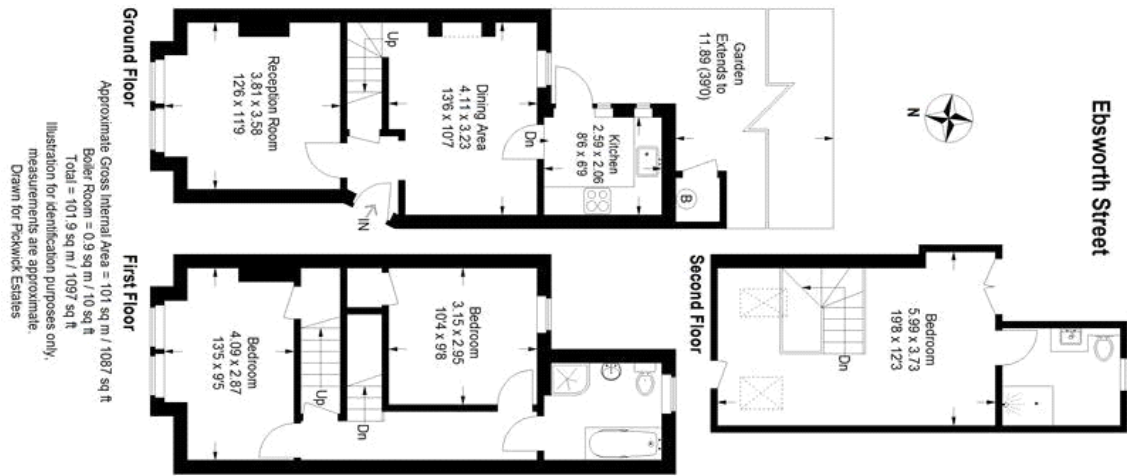 Ebsworth Street
N
Garden
Extends to
11.89 (39'0)
Kitchen
2.59 x 2.06
8'6 x 6'9
B
Dining Area
4.11 x 3.23
13'6 x 10'7
Dn
Up
IN
Reception Room
3.81 x 3.58
12'6 x 11'9
Ground Floor
Bedroom
3.15 x 2.95
10'4 x 9'8
Dn
Up
Bedroom
4.09 x 2.87
13'5 x 9'5
First Floor
Bedroom
5.99 x 3.73
19'8 x 12'3
Dn
Second Floor
Approximate Gross Internal Area = 101 sq m / 1087 sq ft
Boiler Room = 0.9 sq m / 10 sq ft
Total = 101.9 sq m / 1097 sq ft
Illustration for identification purposes only,
measurements are approximate.
Drawn for Pickwick Estates